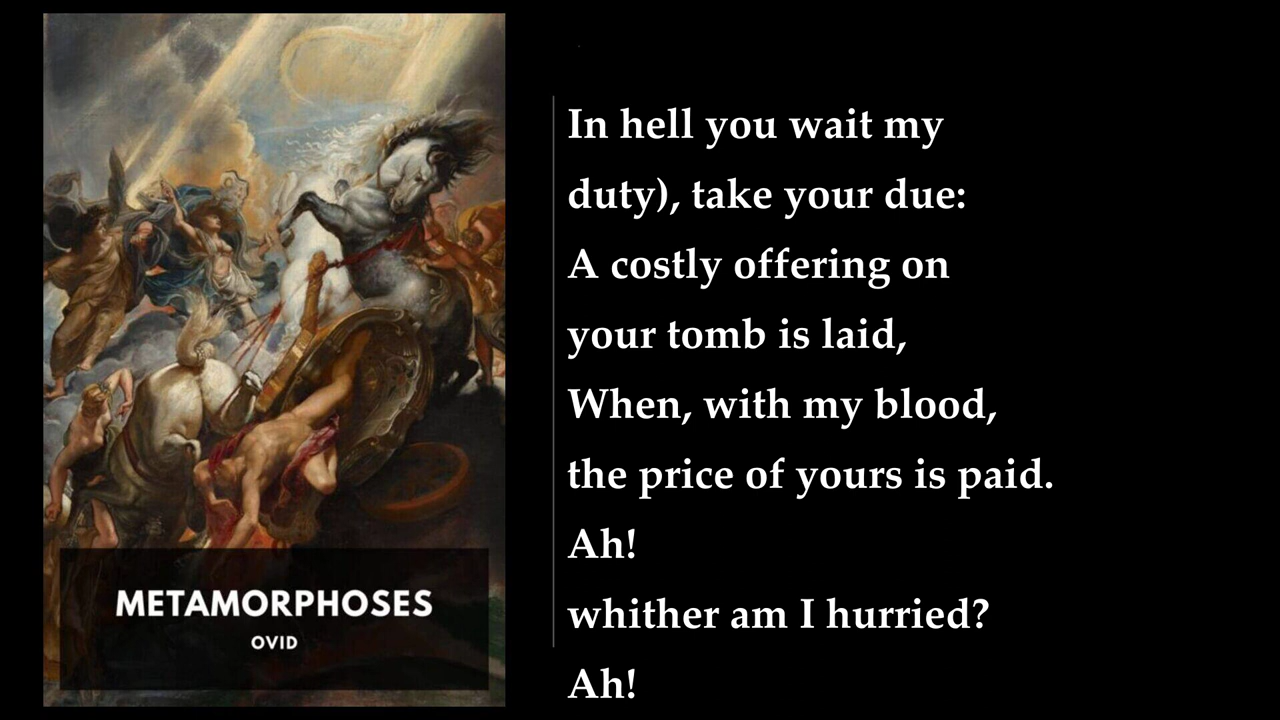 METAMORPHOSES
OVID
In hell you wait my
duty), take your due:
A costly offering on
your tomb is laid,
When, with my blood,
the price of yours is paid.
Ah!
whither am I hurried?
Ah!